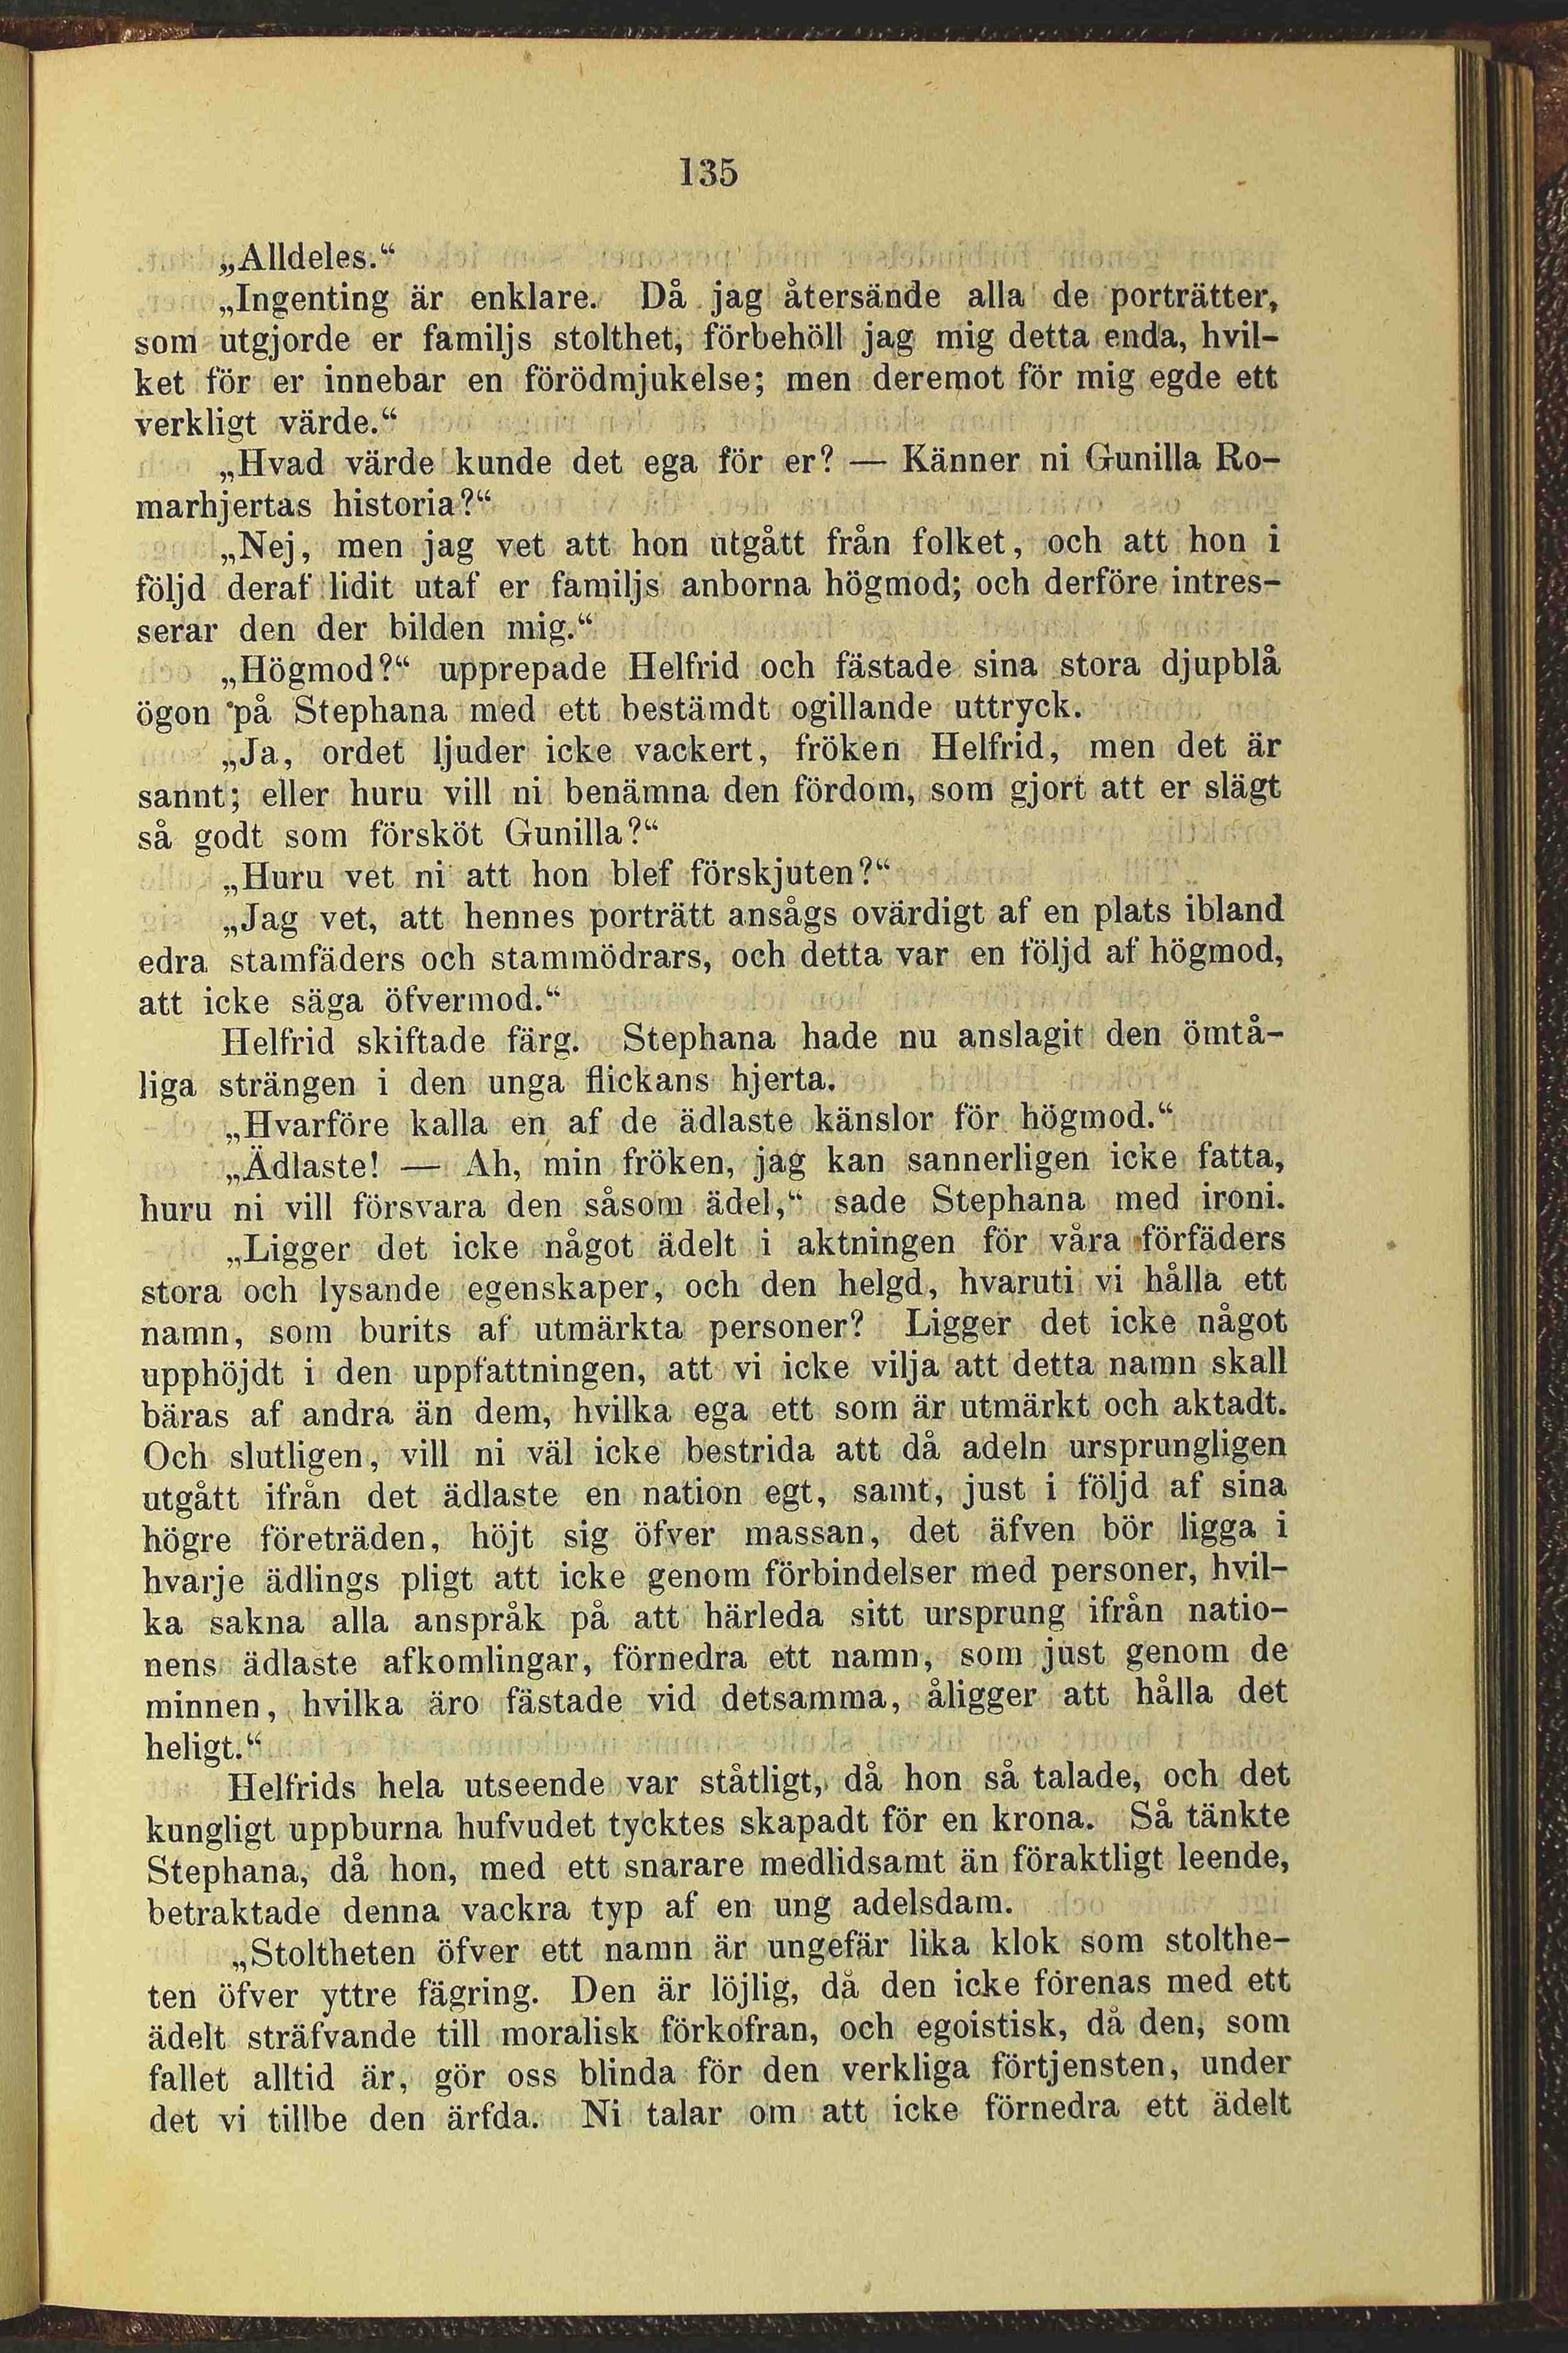 135
„Alldeles.“
„Ingenting är enklare. Då jag återsände alla de porträtter,
som utgjorde er familjs stolthet, förbehöll jag mig detta enda, hvil-
ket för er innebar en förödmjukelse; men deremot för mig egde ett
verkligt värde.“
„Hvad värde kunde det ega för er? — Känner ni Gunilla Ro-
marhjertas historia?“
„Nej, men jag vet att hon utgått från folket, och att hon i
följd deraf lidit utaf er familjs anborna högmod; och derföre intres-
serar den der bilden mig.“
„Högmod?“ upprepade Helfrid och fästade sina stora djupblå
ögon på Stephana med ett bestämdt ogillande uttryck.
„Ja, ordet ljuder icke vackert, fröken Helfrid, men det är
sannt; eller huru vill ni benämna den fördom, som gjort att er slägt
så godt som försköt Gunilla?“
„Huru vet ni att hon blef förskjuten?“
„Jag vet, att hennes porträtt ansågs ovärdigt af en plats ibland
edra stamfäders och stammödrars, och detta var en följd af högmod,
att icke säga öfvermod.“
Helfrid skiftade färg. Stephana hade nu anslagit den ömtå-
liga strängen i den unga flickans hjerta.
„Hvarföre kalla en af de ädlaste känslor för högmod.“
„Ädlaste! — Ah, min fröken, jag kan sannerligen icke fatta,
huru ni vill försvara den såsom ädel,“ sade Stephana med ironi.
„Ligger det icke något ädelt i aktningen för våra förfäders
stora och lysande egenskaper, och den helgd, hvaruti vi hålla ett
namn, som burits af utmärkta personer? Ligger det icke något
upphöjdt i den uppfattningen, att vi icke vilja att detta namn skall
bäras af andra än dem, hvilka ega ett som är utmärkt och aktadt.
Och slutligen, vill ni väl icke bestrida att då adeln ursprungligen
utgått ifrån det ädlaste en nation egt, samt, just i följd af sina
högre företräden, höjt sig öfver massan, det äfven bör ligga i
hvarje ädlings pligt att icke genom förbindelser med personer, hvil-
ka sakna alla anspråk på att härleda sitt ursprung ifrån natio-
nens ädlaste afkomlingar, förnedra ett namn, som just genom de
minnen, hvilka äro fästade vid detsamma, åligger att hålla det
heligt.“
Helfrids hela utseende var ståtligt, då hon så talade, och det
kungligt uppburna hufvudet tycktes skapadt för en krona. Så tänkte
Stephana, då hon, med ett snarare medlidsamt än föraktligt leende,
betraktade denna vackra typ af en ung adelsdam.
„Stoltheten öfver ett namn är ungefär lika klok som stolthe-
ten öfver yttre fägring. Den är löjlig, då den icke förenas med ett
ädelt sträfvande till moralisk förkofran, och egoistisk, då den, som
fallet alltid är, gör oss blinda för den verkliga förtjensten, under
det vi tillbe den ärfda. Ni talar om att icke förnedra ett ädelt